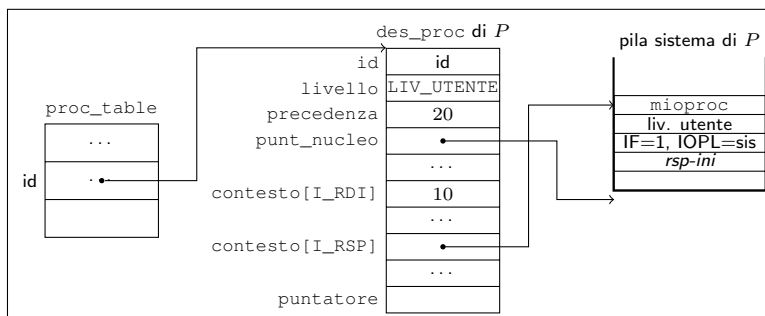 des_proc di P
id id
livello LIV_UTENTE
precedenza 20
punt_nucleo
...
contesto[I_RDI] 10
...
contesto[I_RSP]
...
puntatore
proc_table
...
id ...
pila sistema di P
mioproc
liv. utente
IF=1, IOPL=sis
rsp-ini